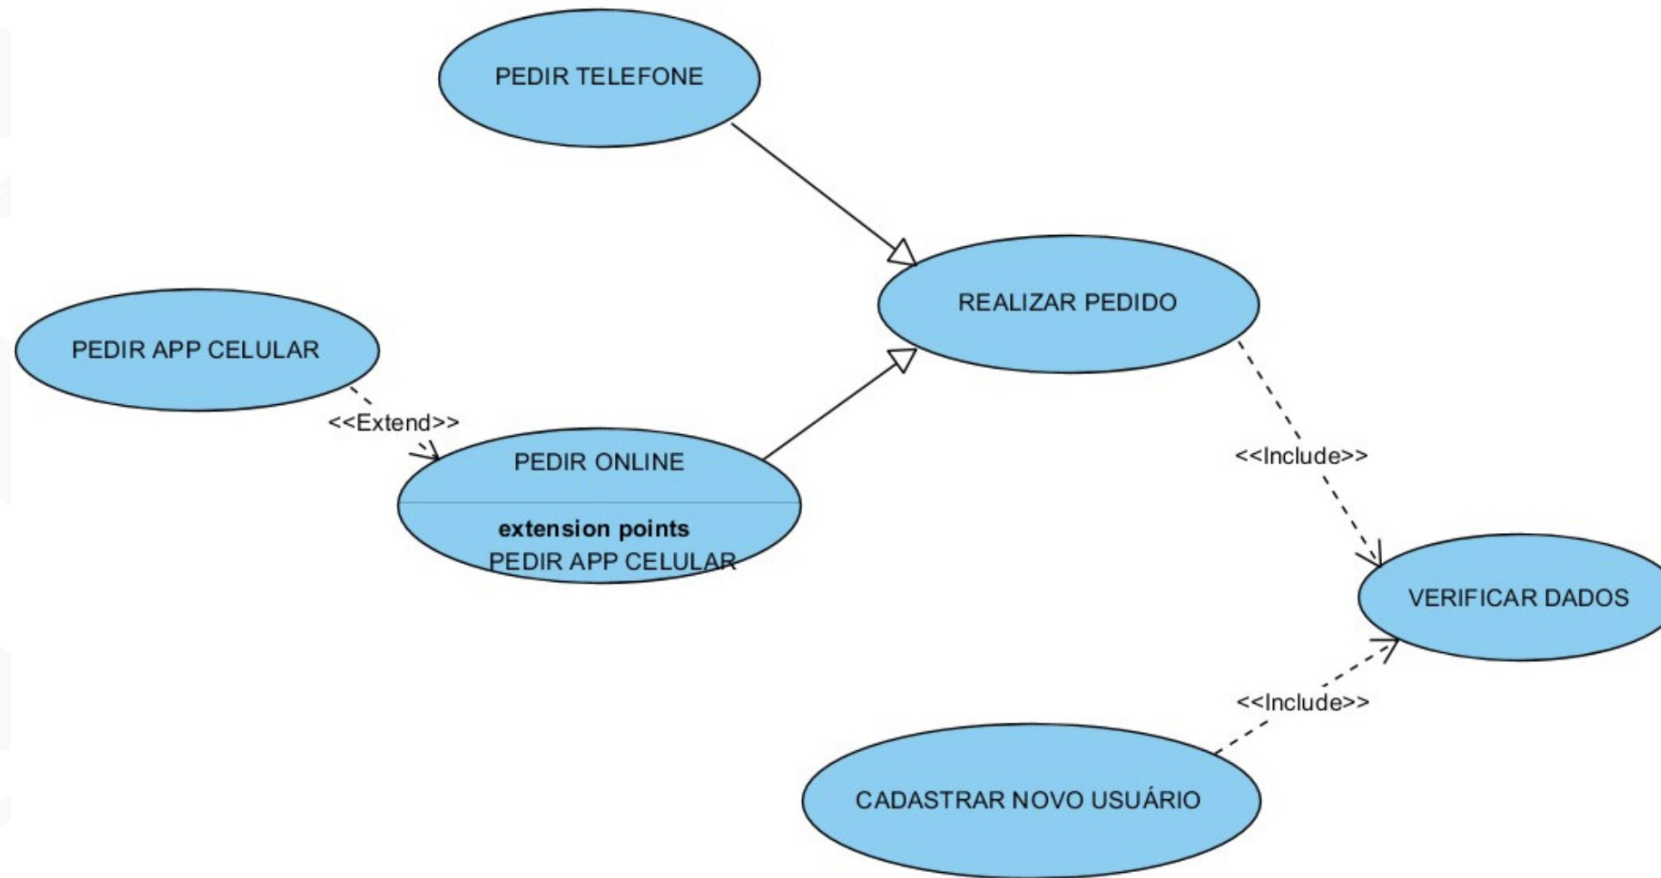 PEDIR TELEFONE
REALIZAR PEDIDO
PEDIR APP CELULAR
<<Extend>>
PEDIR ONLINE
extension points
PEDIR APP CELULAR
<<Include>>
VERIFICAR DADOS
<<Include>>
CADASTRAR NOVO USUÁRIO